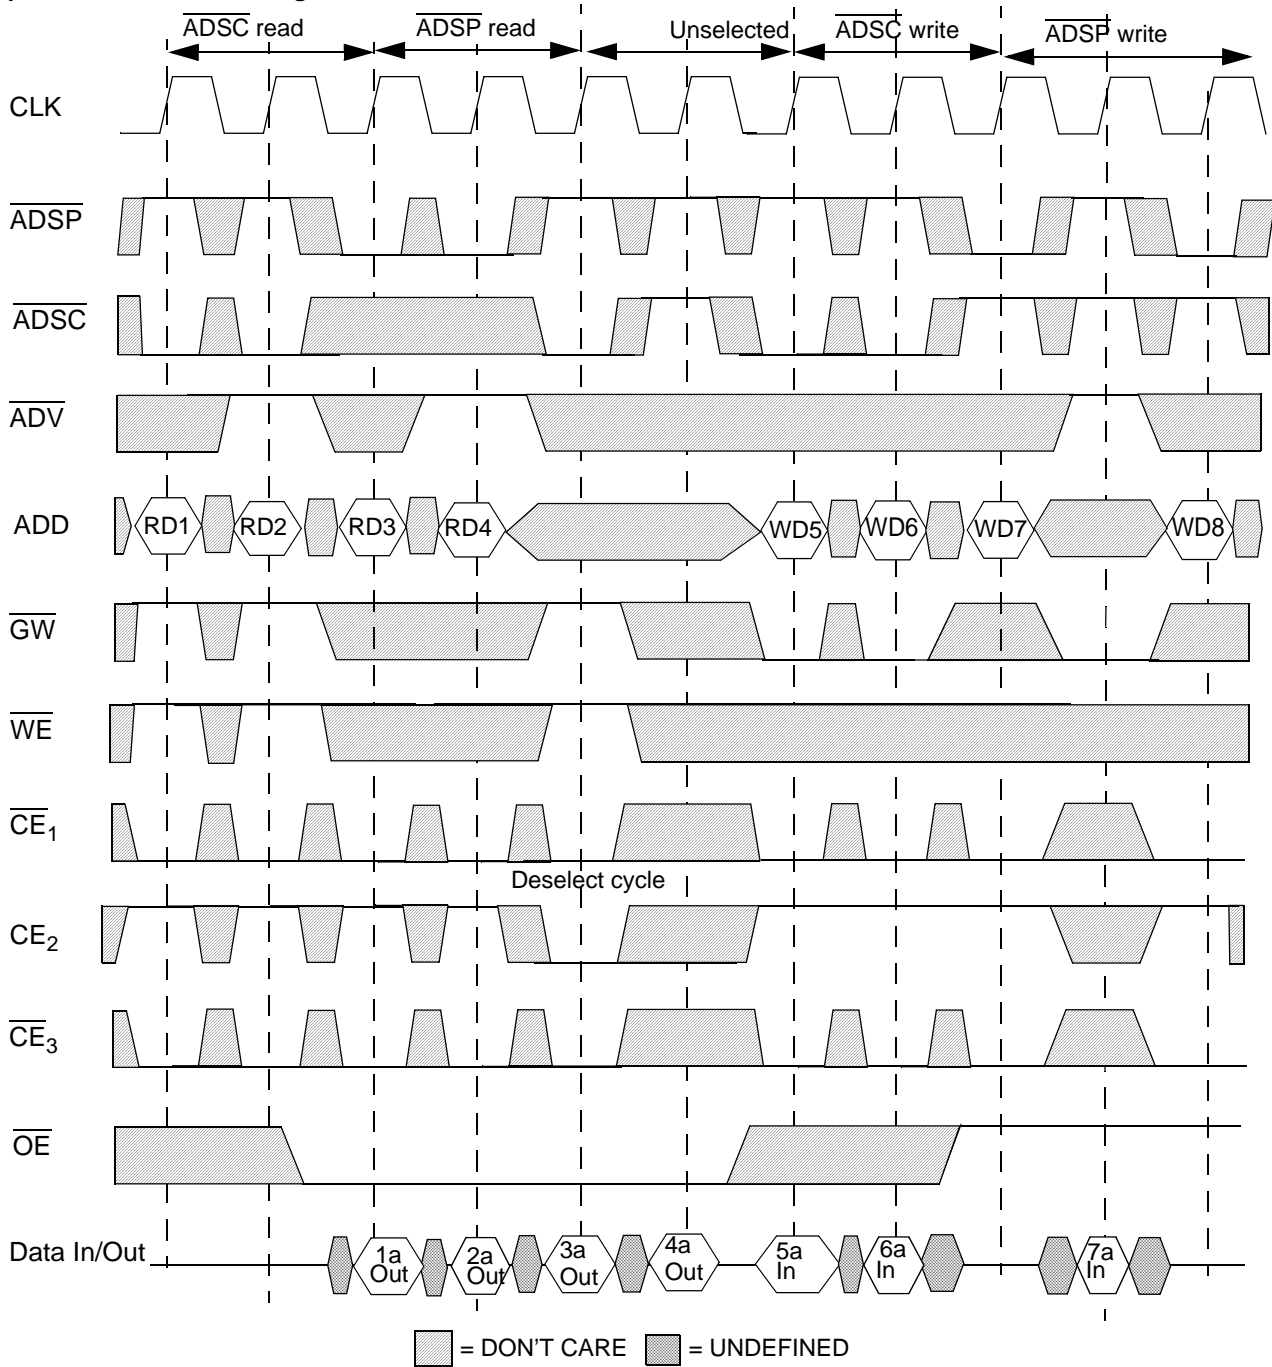 ADSC read ADSP read Unselected ADSC write ADSP write
CLK
ADSP
ADSC
ADV
ADD RD1 RD2 RD3 RD4 WD5 WD6 WD7 WD8
GW
WE
CE1
Deselect cycle
CE2
CE3
OE
Data In/Out 1a Out 2a Out 3a Out 4a Out 5a In 6a In 7a In
= DON'T CARE = UNDEFINED